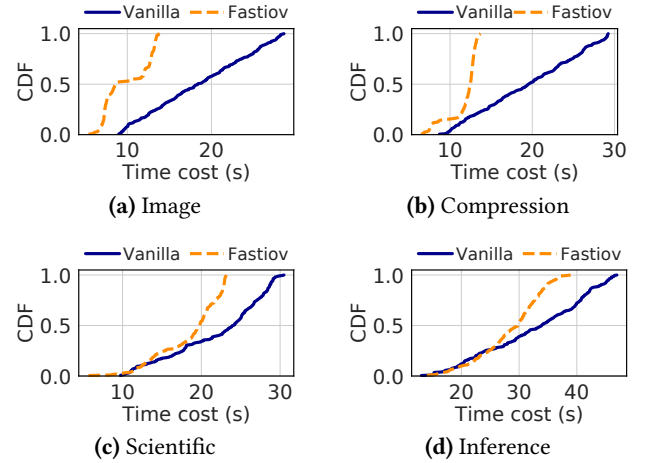 Vanilla Fastiov
CDF
1.0
0.5
0.0
10 20
Time cost (s)
(a) Image
Vanilla Fastiov
CDF
1.0
0.5
0.0
10 20 30
Time cost (s)
(b) Compression
Vanilla Fastiov
CDF
1.0
0.5
0.0
10 20 30
Time cost (s)
(c) Scientific
Vanilla Fastiov
CDF
1.0
0.5
0.0
20 30 40
Time cost (s)
(d) Inference